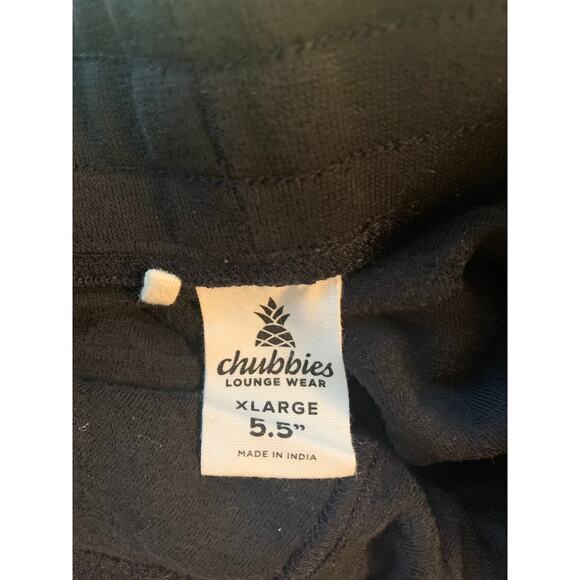 chubbies
LOUNGE WEAR
XLARGE
5.5”
MADE IN INDIA